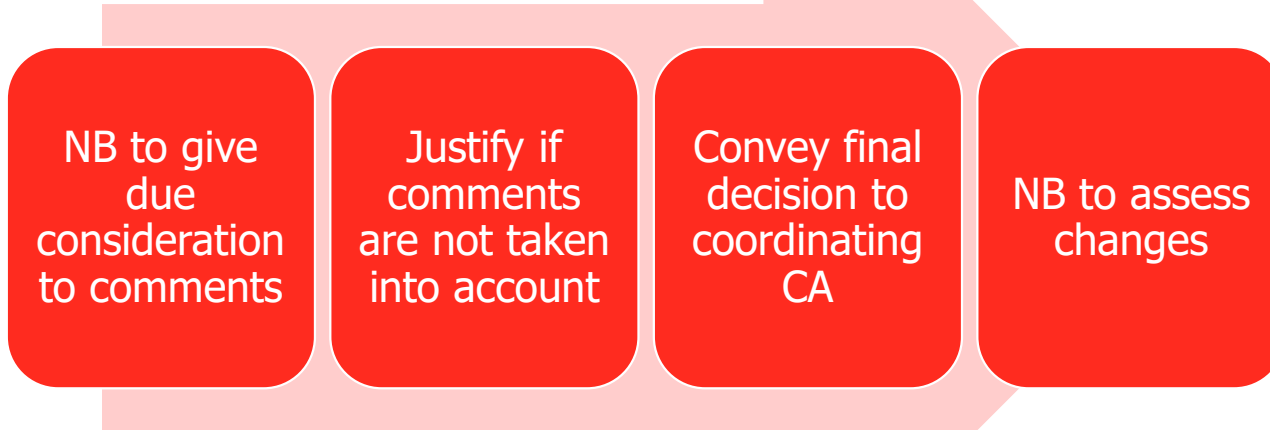 NB to give
due
consideration
to comments
Justify if
comments
are not taken
into account
Convey final
decision to
coordinating
CA
NB to assess
changes